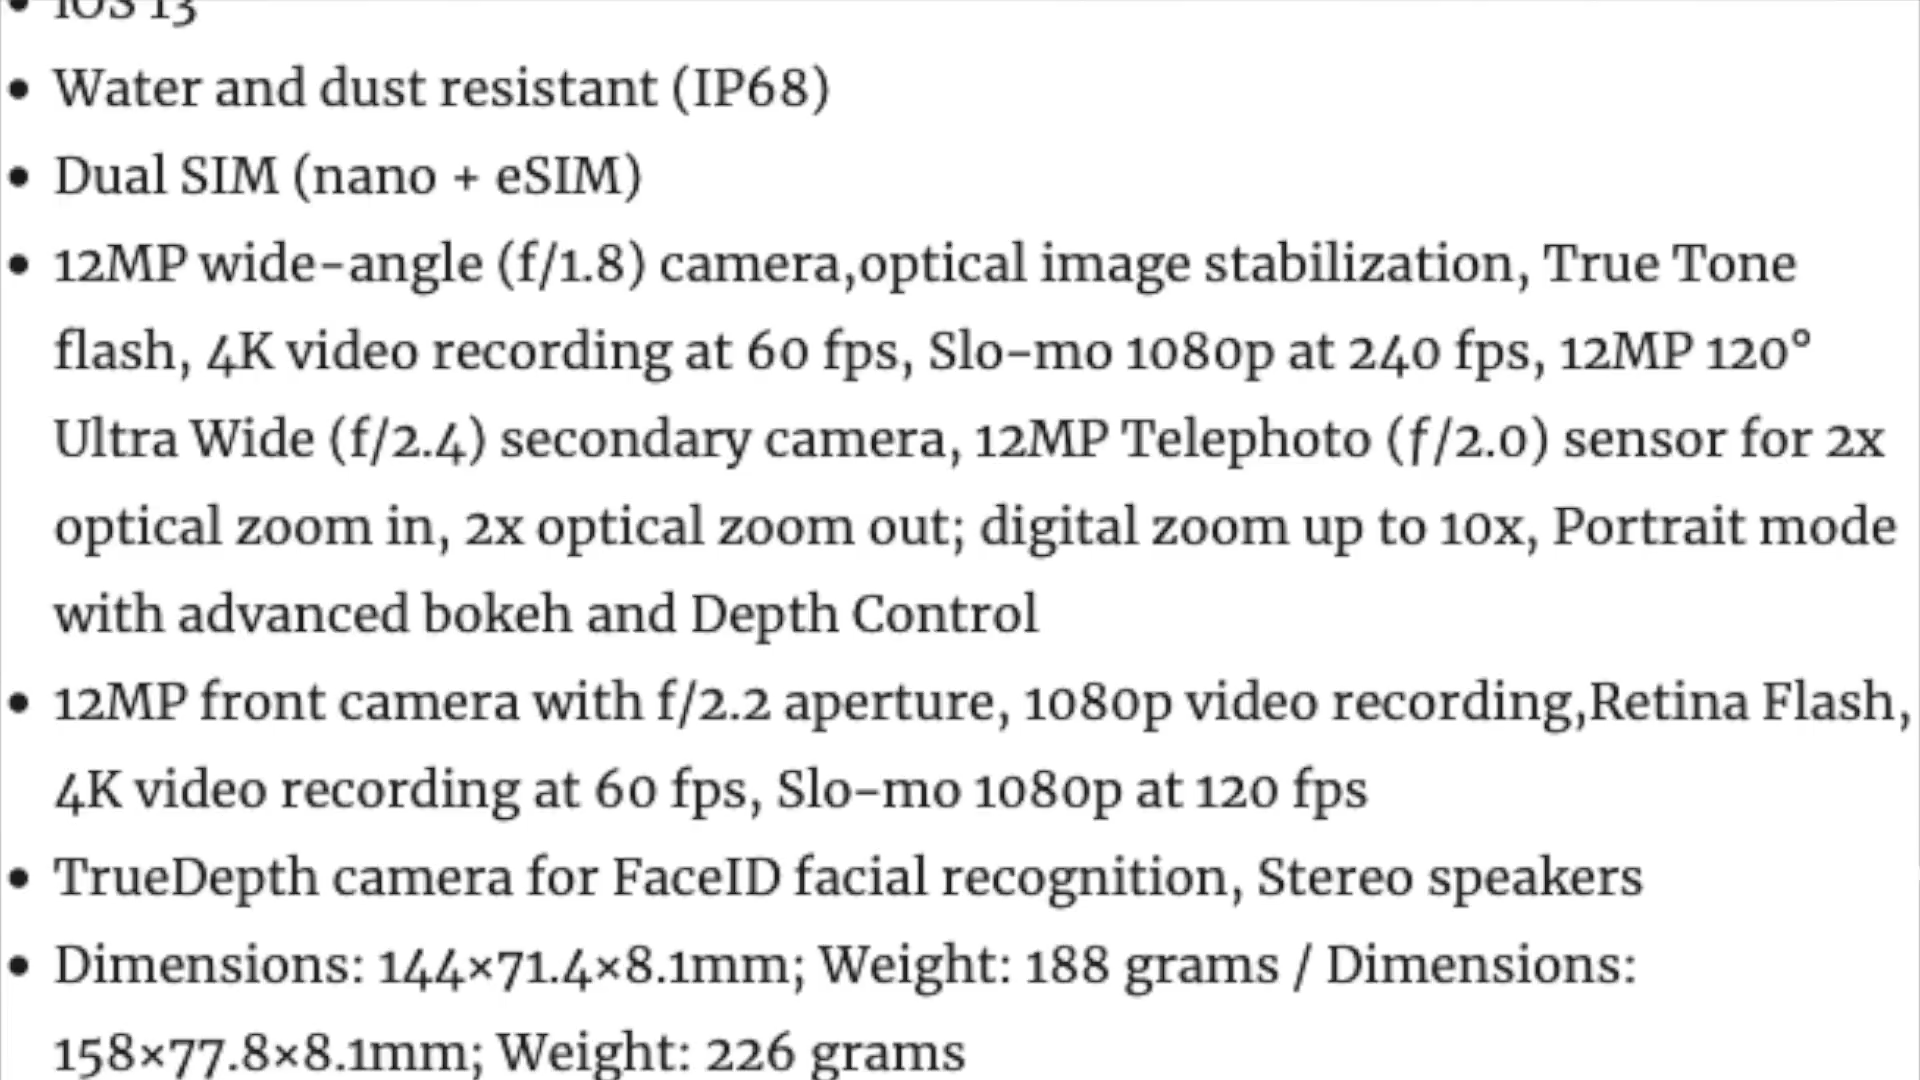 • iOS 13
• Water and dust resistant (IP68)
• Dual SIM (nano + eSIM)
• 12MP wide-angle (f/1.8) camera,optical image stabilization, True Tone
flash, 4K video recording at 60 fps, Slo-mo 1080p at 240 fps, 12MP 120°
Ultra Wide (f/2.4) secondary camera, 12MP Telephoto (f/2.0) sensor for 2x
optical zoom in, 2x optical zoom out; digital zoom up to 10x, Portrait mode
with advanced bokeh and Depth Control
• 12MP front camera with f/2.2 aperture, 1080p video recording,Retina Flash,
4K video recording at 60 fps, Slo-mo 1080p at 120 fps
• TrueDepth camera for FaceID facial recognition, Stereo speakers
• Dimensions: 144×71.4×8.1mm; Weight: 188 grams / Dimensions:
158×77.8×8.1mm; Weight: 226 grams